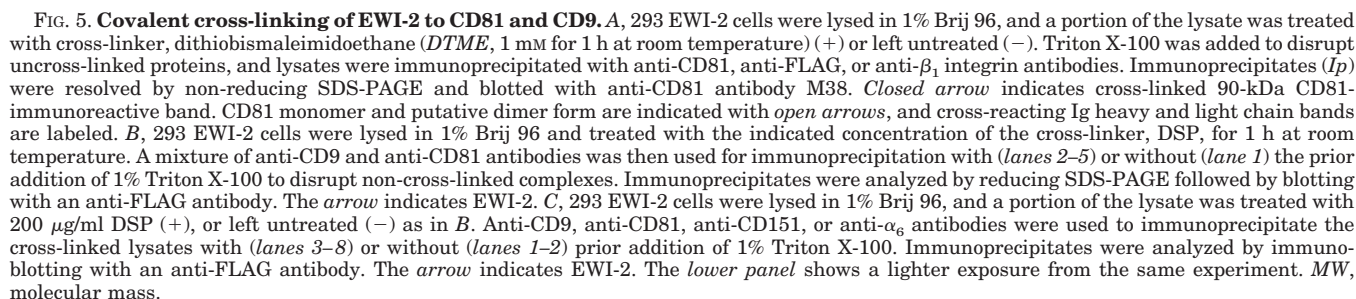 FIG. 5. Covalent cross-linking of EWI-2 to CD81 and CD9. A, 293 EWI-2 cells were lysed in 1% Brij 96, and a portion of the lysate was treated
with cross-linker, dithiobismaleimidoethane (DTME, 1 mM for 1 h at room temperature) (+) or left untreated (−). Triton X-100 was added to disrupt
uncross-linked proteins, and lysates were immunoprecipitated with anti-CD81, anti-FLAG, or anti-β₁ integrin antibodies. Immunoprecipitates (Ip)
were resolved by non-reducing SDS-PAGE and blotted with anti-CD81 antibody M38. Closed arrow indicates cross-linked 90-kDa CD81-
immunoreactive band. CD81 monomer and putative dimer form are indicated with open arrows, and cross-reacting Ig heavy and light chain bands
are labeled. B, 293 EWI-2 cells were lysed in 1% Brij 96 and treated with the indicated concentration of the cross-linker, DSP, for 1 h at room
temperature. A mixture of anti-CD9 and anti-CD81 antibodies was then used for immunoprecipitation with (lanes 2–5) or without (lane 1) the prior
addition of 1% Triton X-100 to disrupt non-cross-linked complexes. Immunoprecipitates were analyzed by reducing SDS-PAGE followed by blotting
with an anti-FLAG antibody. The arrow indicates EWI-2. C, 293 EWI-2 cells were lysed in 1% Brij 96, and a portion of the lysate was treated with
200 μg/ml DSP (+), or left untreated (−) as in B. Anti-CD9, anti-CD81, anti-CD151, or anti-α₆ antibodies were used to immunoprecipitate the
cross-linked lysates with (lanes 3–8) or without (lanes 1–2) prior addition of 1% Triton X-100. Immunoprecipitates were analyzed by immuno-
blotting with an anti-FLAG antibody. The arrow indicates EWI-2. The lower panel shows a lighter exposure from the same experiment. MW,
molecular mass.